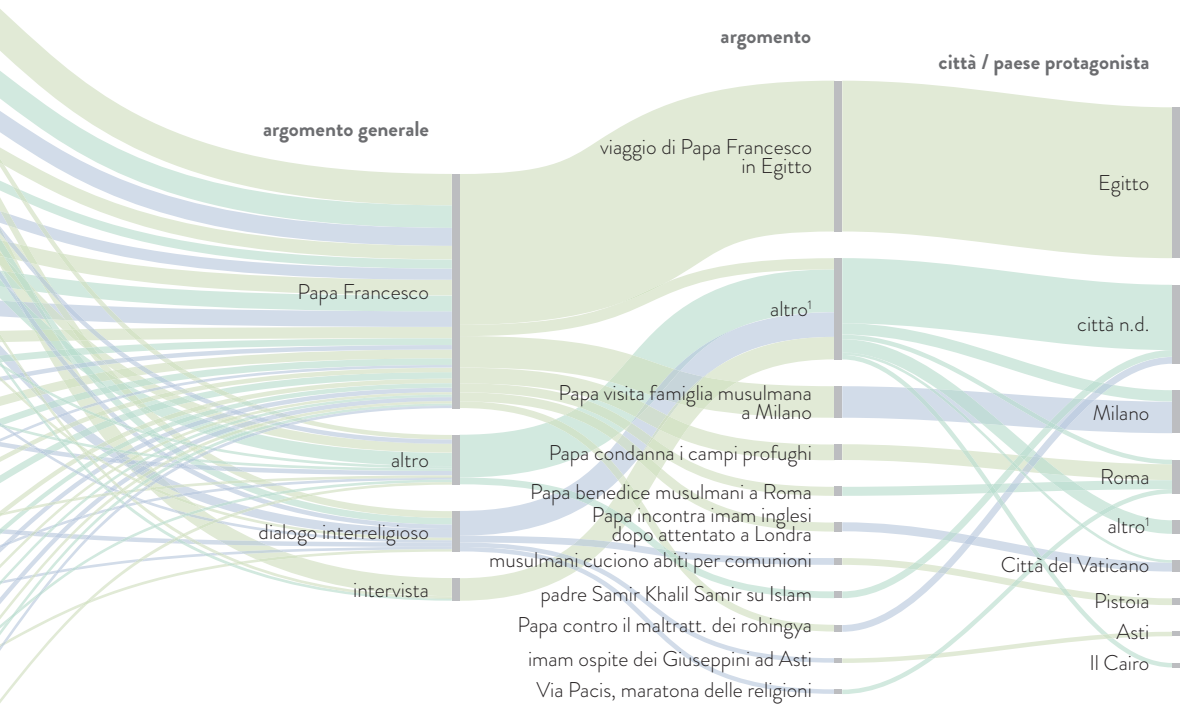 argomento
città / paese protagonista
argomento generale
viaggio di Papa Francesco
in Egitto
Egitto
Papa Francesco
altro¹
città n.d.
Papa visita famiglia musulmana
a Milano
Milano
altro
Papa condanna i campi profughi
Roma
Papa benedice musulmani a Roma
Papa incontra imam inglesi
dopo attentato a Londra
altro¹
dialogo interreligioso
musulmani cuciono abiti per comunioni
Città del Vaticano
intervista
padre Samir Khalil Samir su Islam
Pistoia
Papa contro il maltratt. dei rohingya
Asti
imam ospite dei Giuseppini ad Asti
Il Cairo
Via Pacis, maratona delle religioni